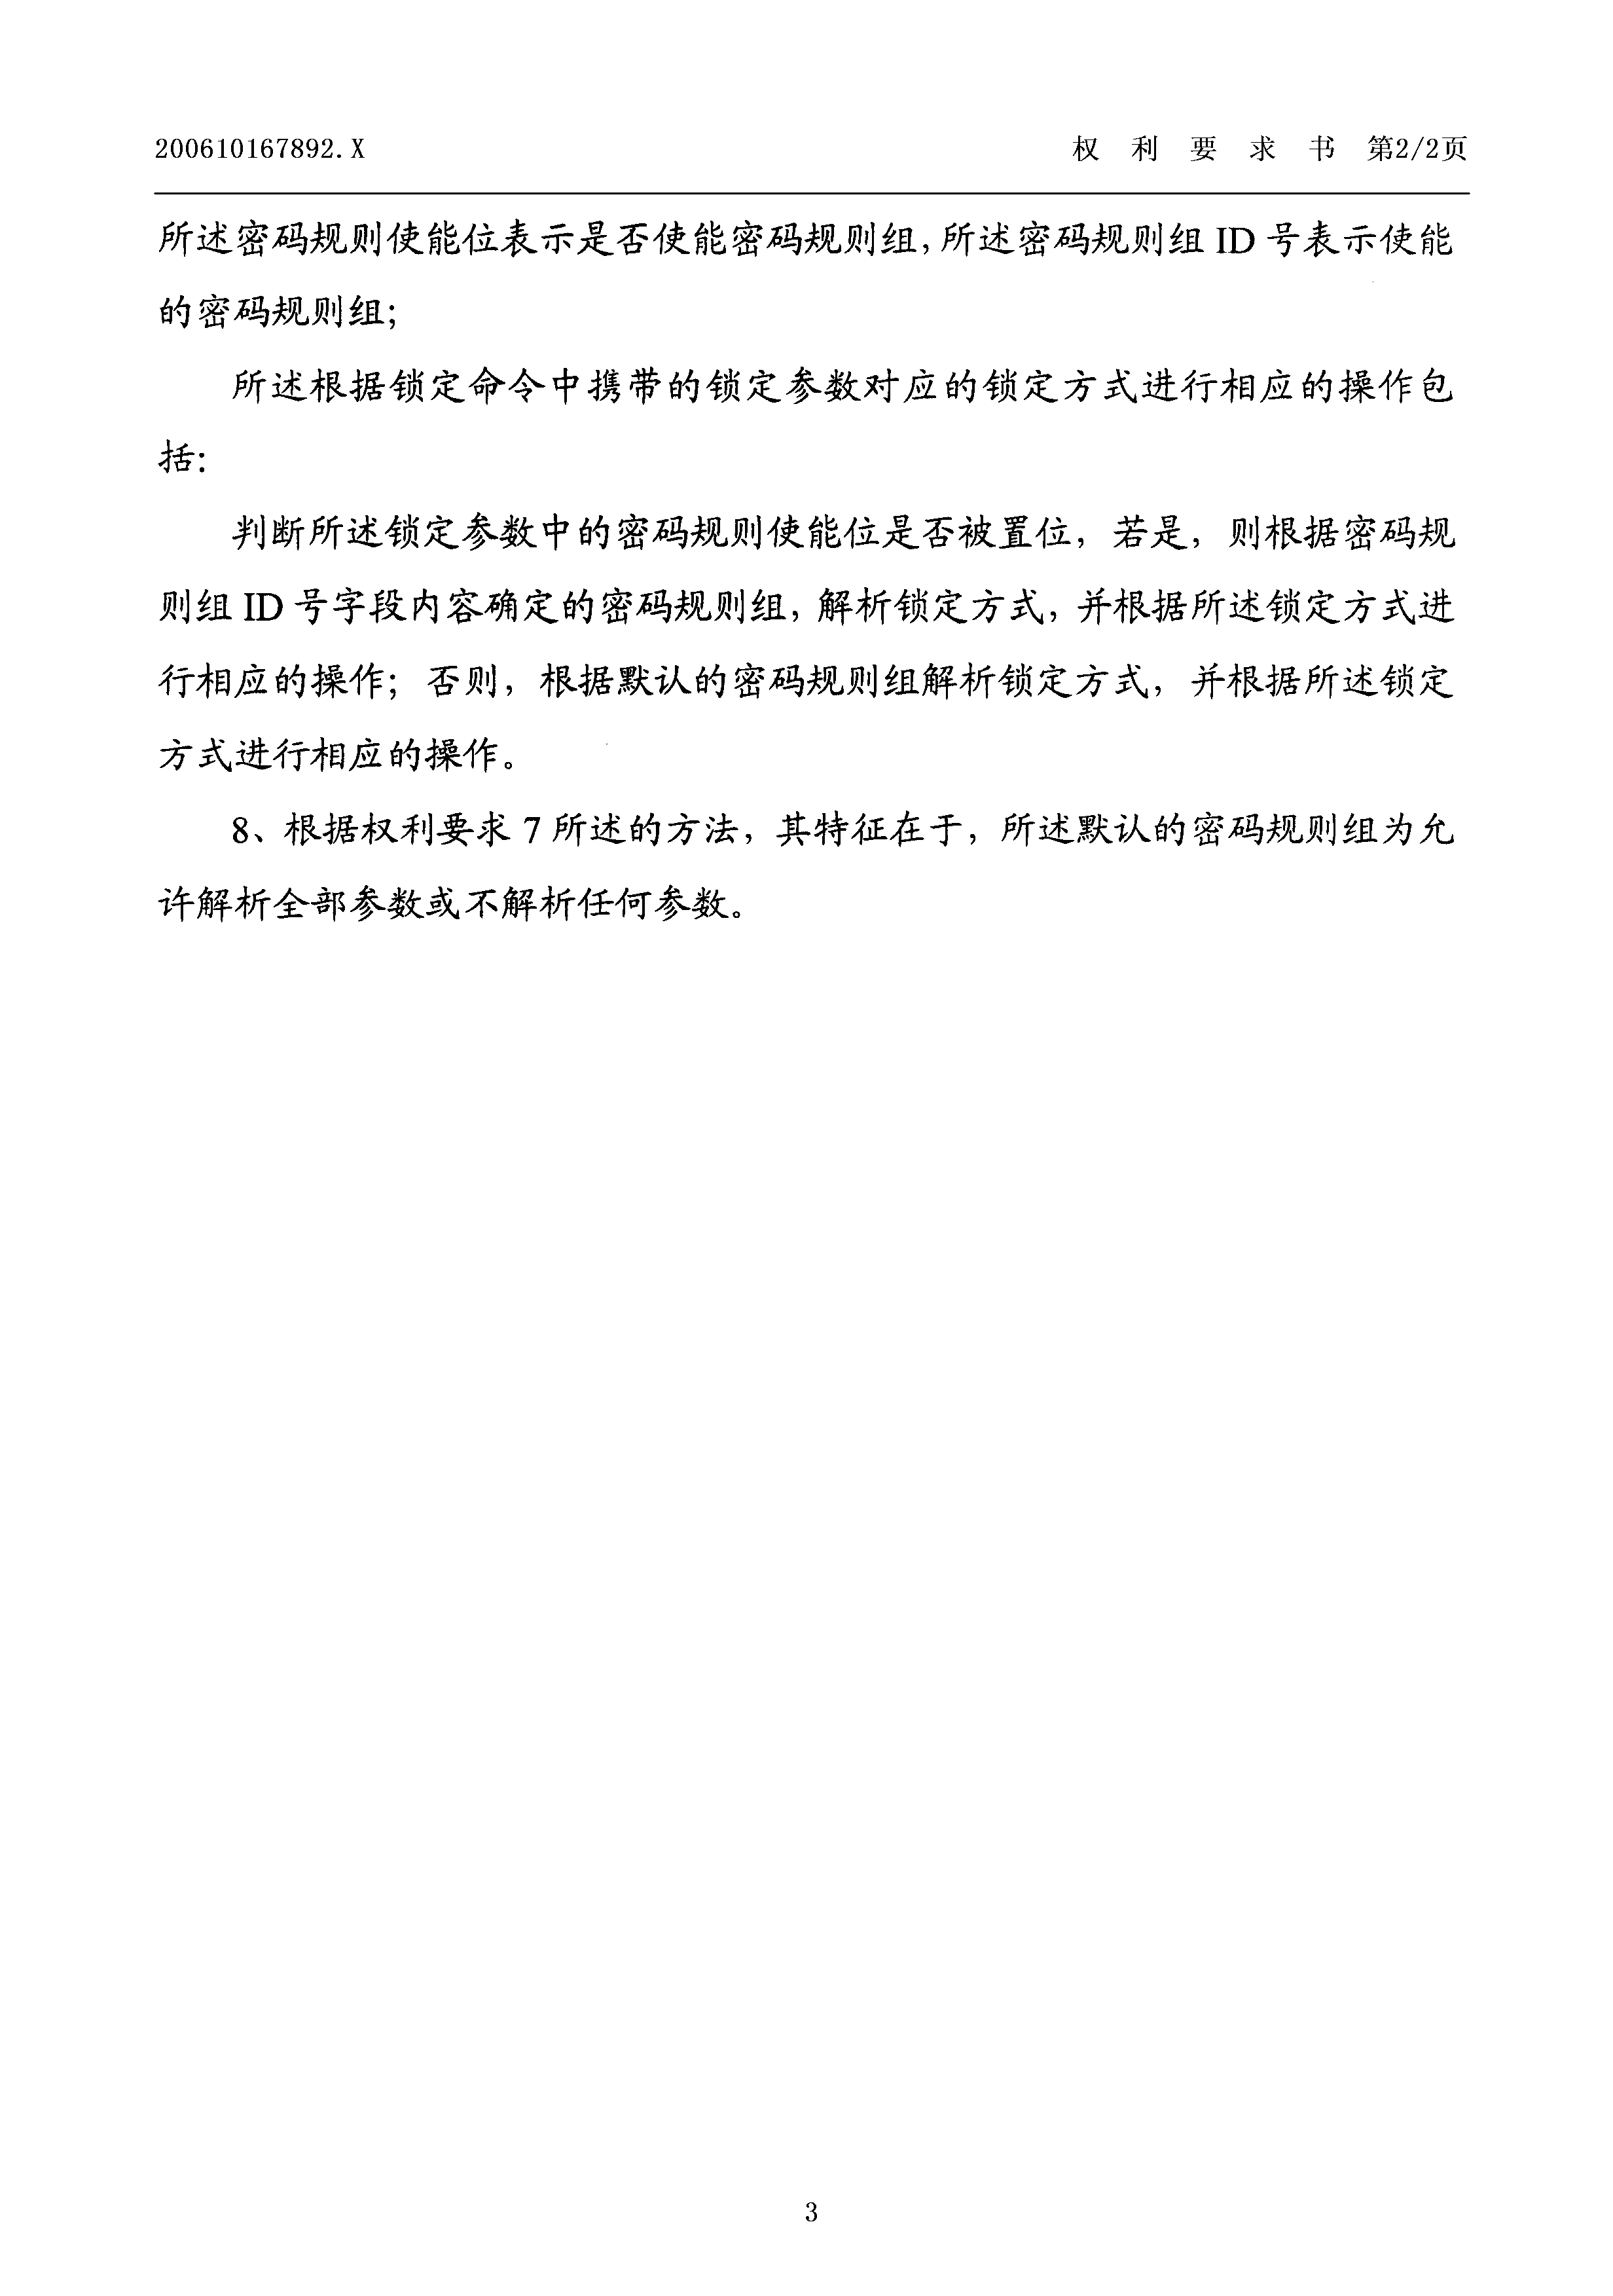 200610167892.X 权 利 要 求 书 第2/2页
所述密码规则使能位表示是否使能密码规则组,所述密码规则组 ID 号表示使能
的密码规则组;
所述根据锁定命令中携带的锁定参数对应的锁定方式进行相应的操作包
括:
判断所述锁定参数中的密码规则使能位是否被置位，若是，则根据密码规
则组 ID 号字段内容确定的密码规则组，解析锁定方式，并根据所述锁定方式进
行相应的操作；否则，根据默认的密码规则组解析锁定方式，并根据所述锁定
方式进行相应的操作。
8、根据权利要求 7 所述的方法，其特征在于，所述默认的密码规则组为允
许解析全部参数或不解析任何参数。
3